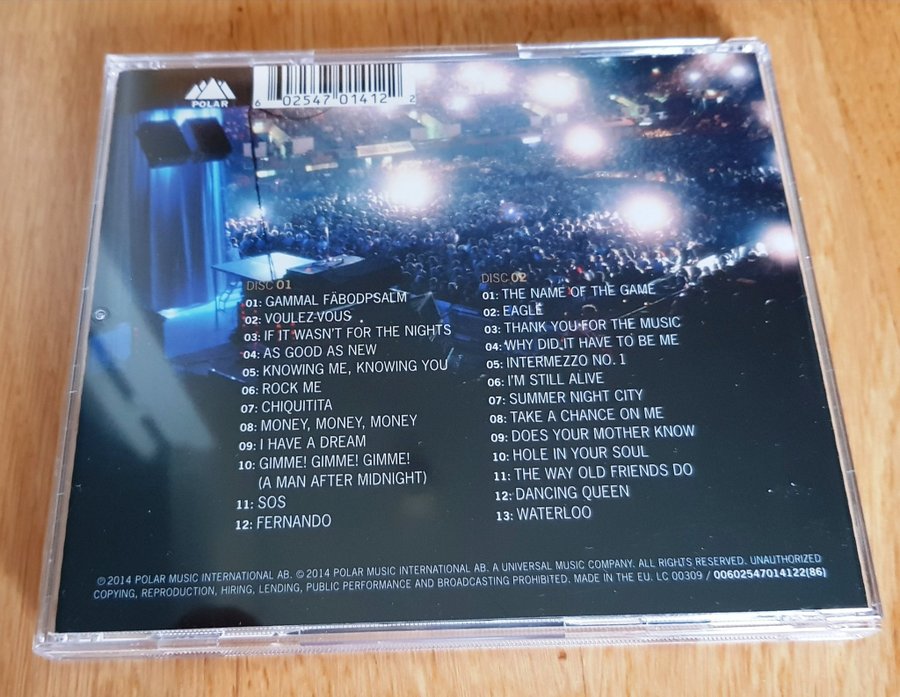 POLAR
6 02547 01412 2
DISC 01
01: GAMMAL FÄBODPSALM
02: VOULEZ-VOUS
03: IF IT WASN'T FOR THE NIGHTS
04: AS GOOD AS NEW
05: KNOWING ME, KNOWING YOU
06: ROCK ME
07: CHIQUITITA
08: MONEY, MONEY, MONEY
09: I HAVE A DREAM
10: GIMME! GIMME! GIMME!
(A MAN AFTER MIDNIGHT)
11: SOS
12: FERNANDO
DISC 02
01: THE NAME OF THE GAME
02: EAGLE
03: THANK YOU FOR THE MUSIC
04: WHY DID IT HAVE TO BE ME
05: INTERMEZZO NO. 1
06: I'M STILL ALIVE
07: SUMMER NIGHT CITY
08: TAKE A CHANCE ON ME
09: DOES YOUR MOTHER KNOW
10: HOLE IN YOUR SOUL
11: THE WAY OLD FRIENDS DO
12: DANCING QUEEN
13: WATERLOO
℗ 2014 POLAR MUSIC INTERNATIONAL AB. © 2014 POLAR MUSIC INTERNATIONAL AB. A UNIVERSAL MUSIC COMPANY. ALL RIGHTS RESERVED. UNAUTHORIZED
COPYING, REPRODUCTION, HIRING, LENDING, PUBLIC PERFORMANCE AND BROADCASTING PROHIBITED. MADE IN THE EU. LC 00309 / 00602547014122(86)